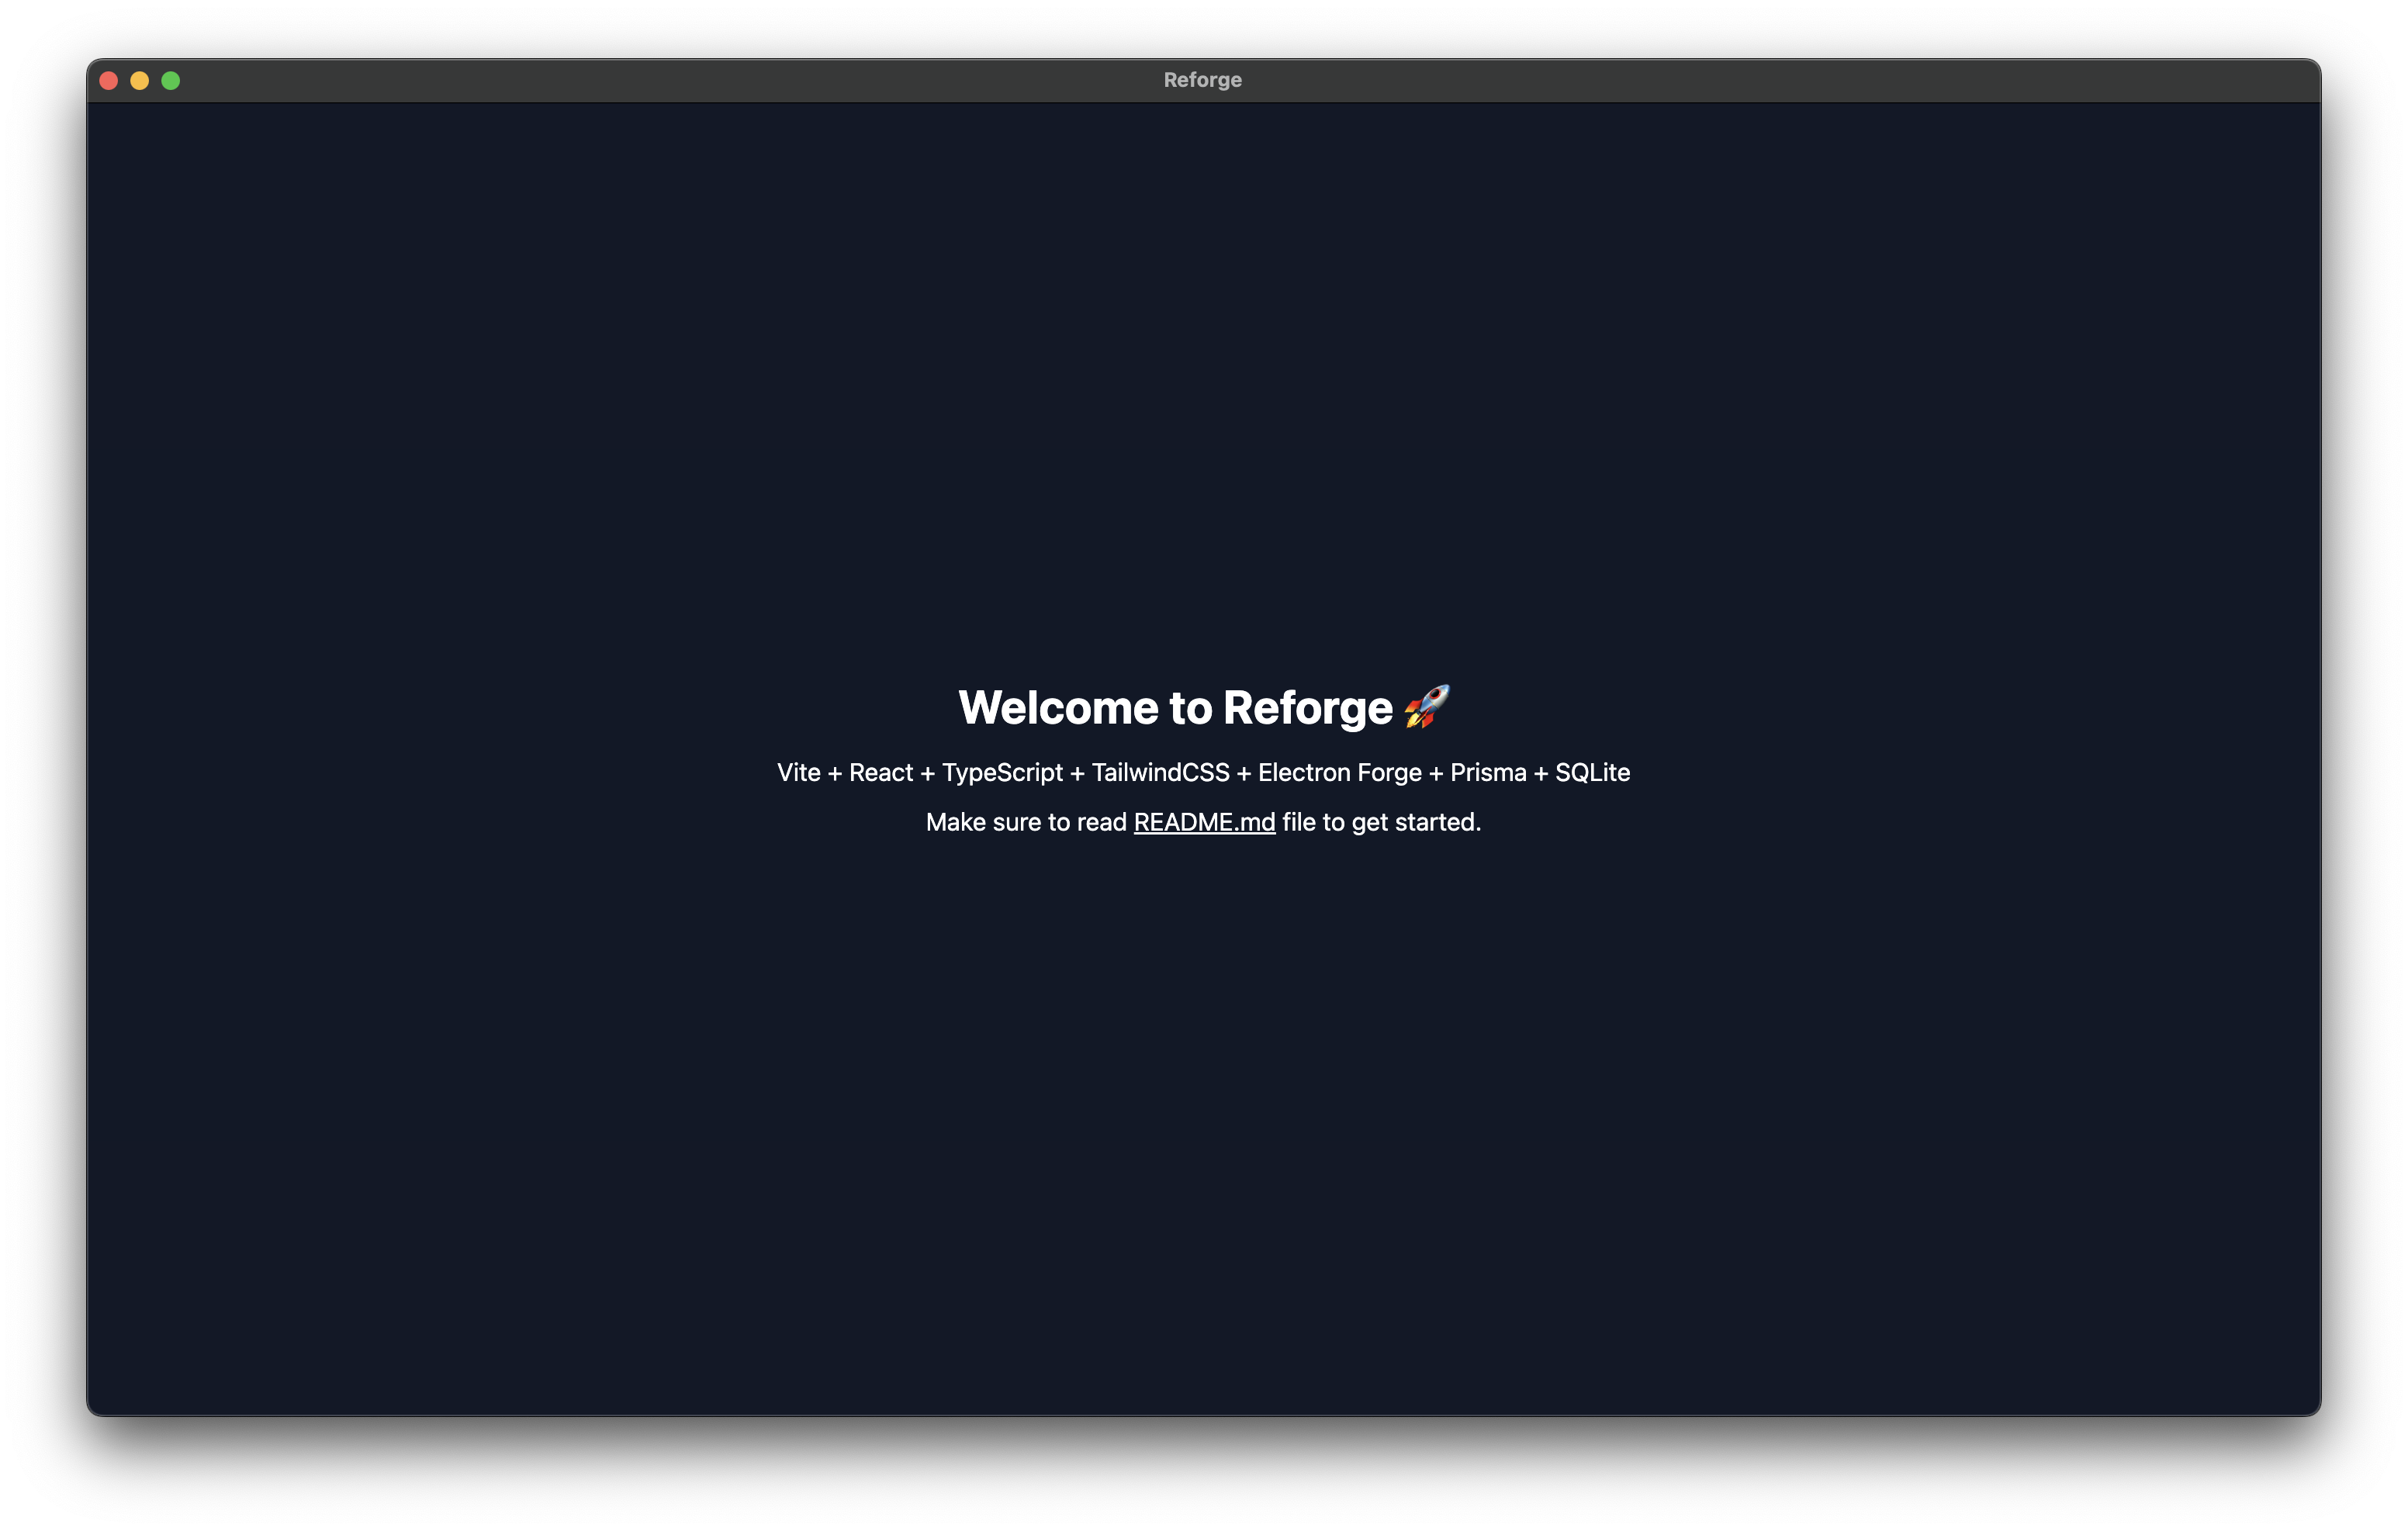 Reforge
Welcome to Reforge 🚀
Vite + React + TypeScript + TailwindCSS + Electron Forge + Prisma + SQLite
Make sure to read README.md file to get started.